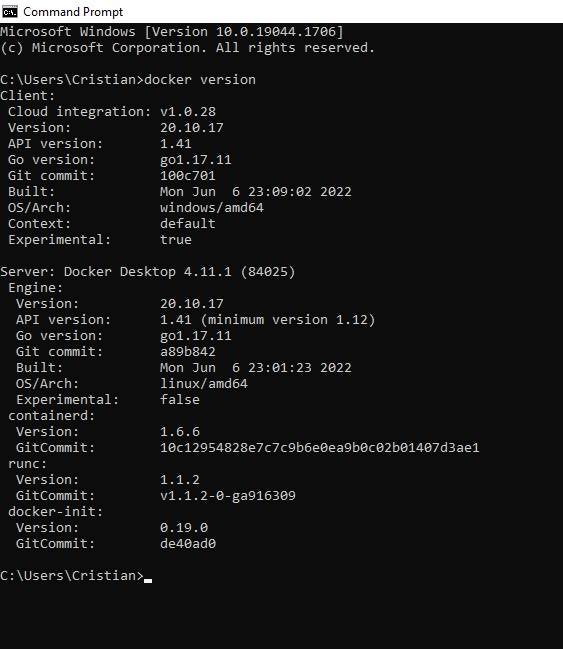 Command Prompt
Microsoft Windows [Version 10.0.19044.1706]
(c) Microsoft Corporation. All rights reserved.
C:\Users\Cristian>docker version
Client:
Cloud integration: v1.0.28
Version: 20.10.17
API version: 1.41
Go version: go1.17.11
Git commit: 100c701
Built: Mon Jun  6 23:09:02 2022
OS/Arch: windows/amd64
Context: default
Experimental: true
Server: Docker Desktop 4.11.1 (84025)
Engine:
Version: 20.10.17
API version: 1.41 (minimum version 1.12)
Go version: go1.17.11
Git commit: a89b842
Built: Mon Jun  6 23:01:23 2022
OS/Arch: linux/amd64
Experimental: false
containerd:
Version: 1.6.6
GitCommit: 10c12954828e7c7c9b6e0ea9b0c02b01407d3ae1
runc:
Version: 1.1.2
GitCommit: v1.1.2-0-ga916309
docker-init:
Version: 0.19.0
GitCommit: de40ad0
C:\Users\Cristian>